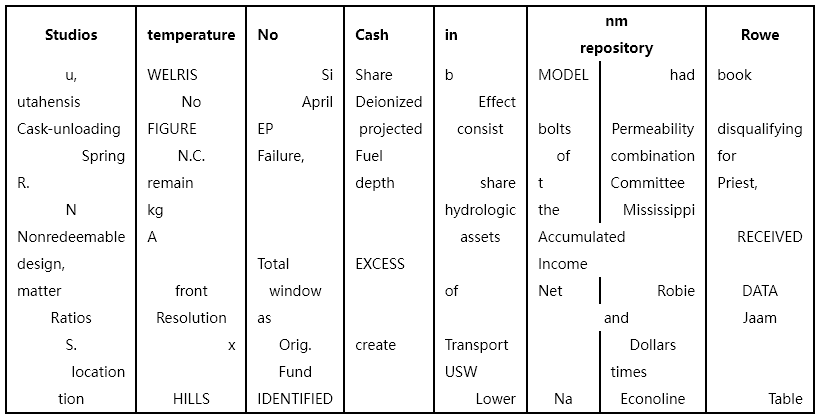 Studios temperature No Cash in nm repository Rowe
u, WELRIS Si Share b MODEL had book
utahensis No April Deionized Effect
Cask-unloading FIGURE EP projected consist bolts Permeability disqualifying
Spring N.C. Failure, Fuel of combination for
R. remain depth share t Committee Priest,
N kg hydrologic the Mississippi
Nonredeemable A assets Accumulated RECEIVED
design, Total EXCESS Income
matter front window of Net Robie DATA
Ratios Resolution as and Jaam
S. x Orig. create Transport Dollars
location Fund USW times
tion HILLS IDENTIFIED Lower Na Econoline Table